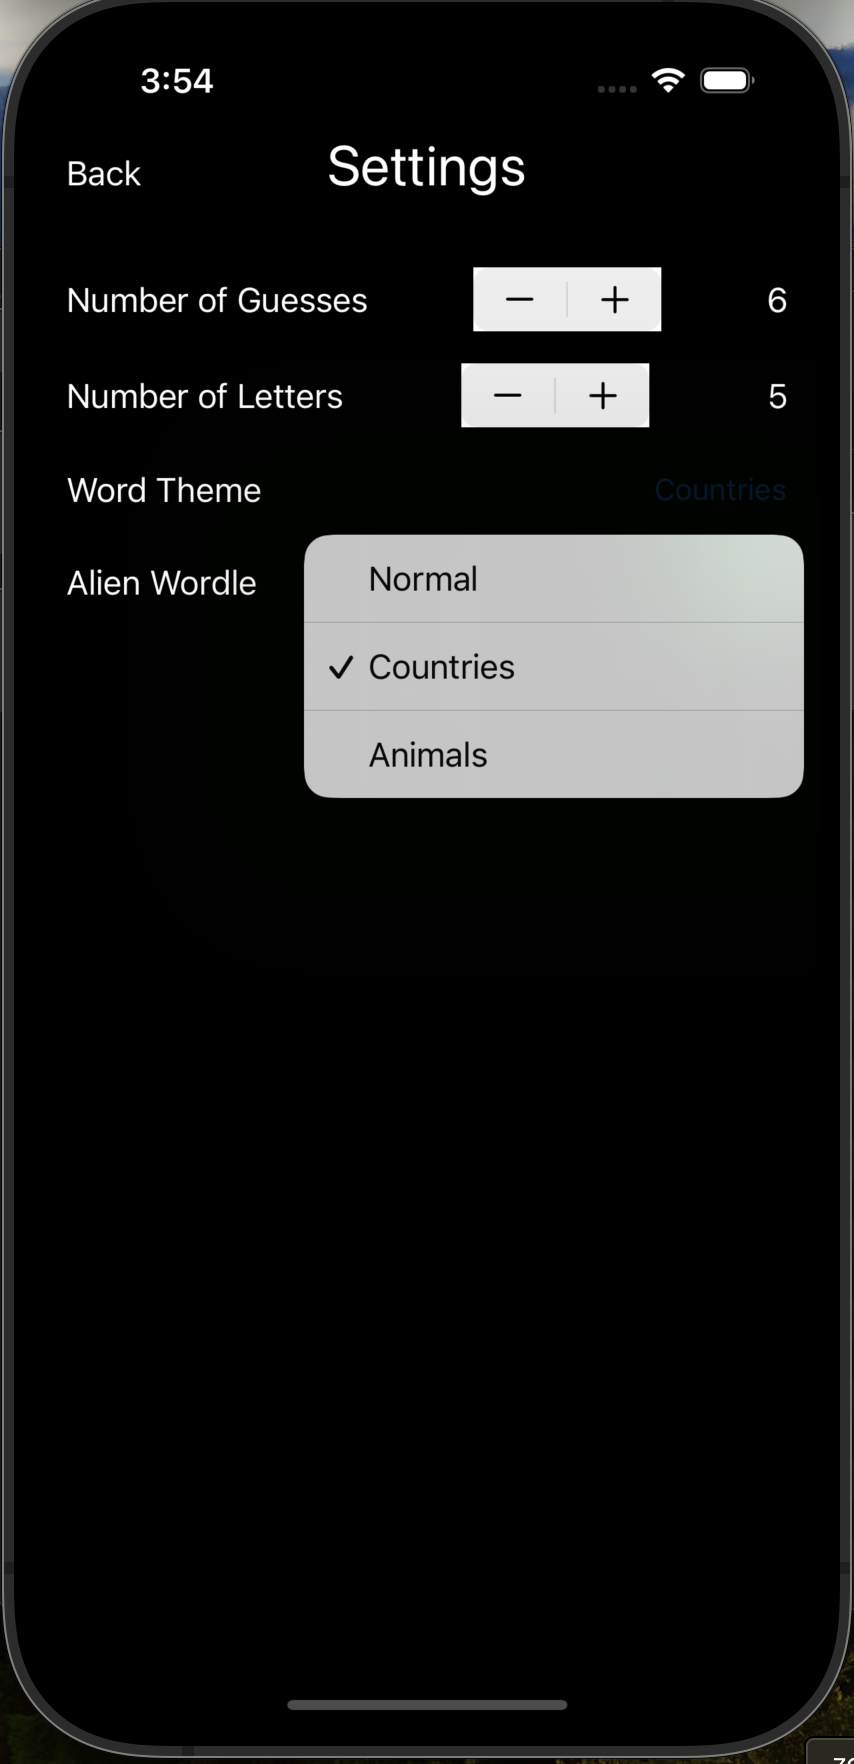 3:54
Back
Settings
Number of Guesses
6
Number of Letters
5
Word Theme
Countries
Alien Wordle
Normal
Countries
Animals